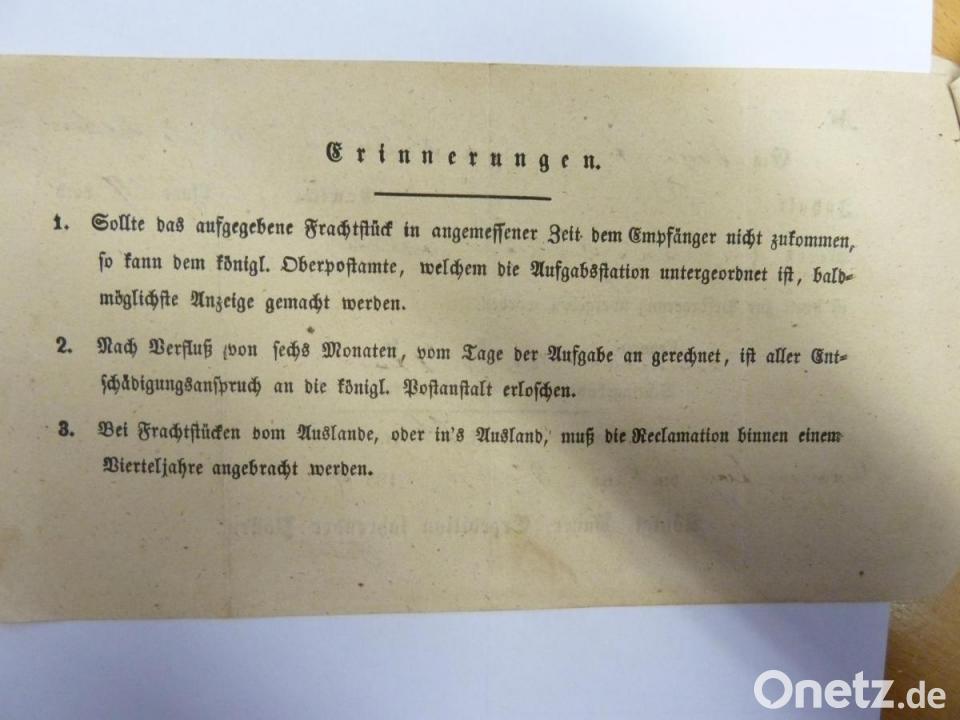 Erinnerungen.
1. Sollte das aufgegebene Frachtstück in angemessener Zeit dem Empfänger nicht zukommen,
so kann dem königl. Oberpostamte, welchem die Aufgabsstation untergeordnet ist, bald-
möglichste Anzeige gemacht werden.
2. Nach Verfluß von sechs Monaten, vom Tage der Aufgabe an gerechnet, ist aller Ent-
schädigungsanspruch an die königl. Postanstalt erloschen.
3. Bei Frachtstücken vom Auslande, oder in's Ausland, muß die Reclamation binnen einem
Vierteljahre angebracht werden.
Onetz.de